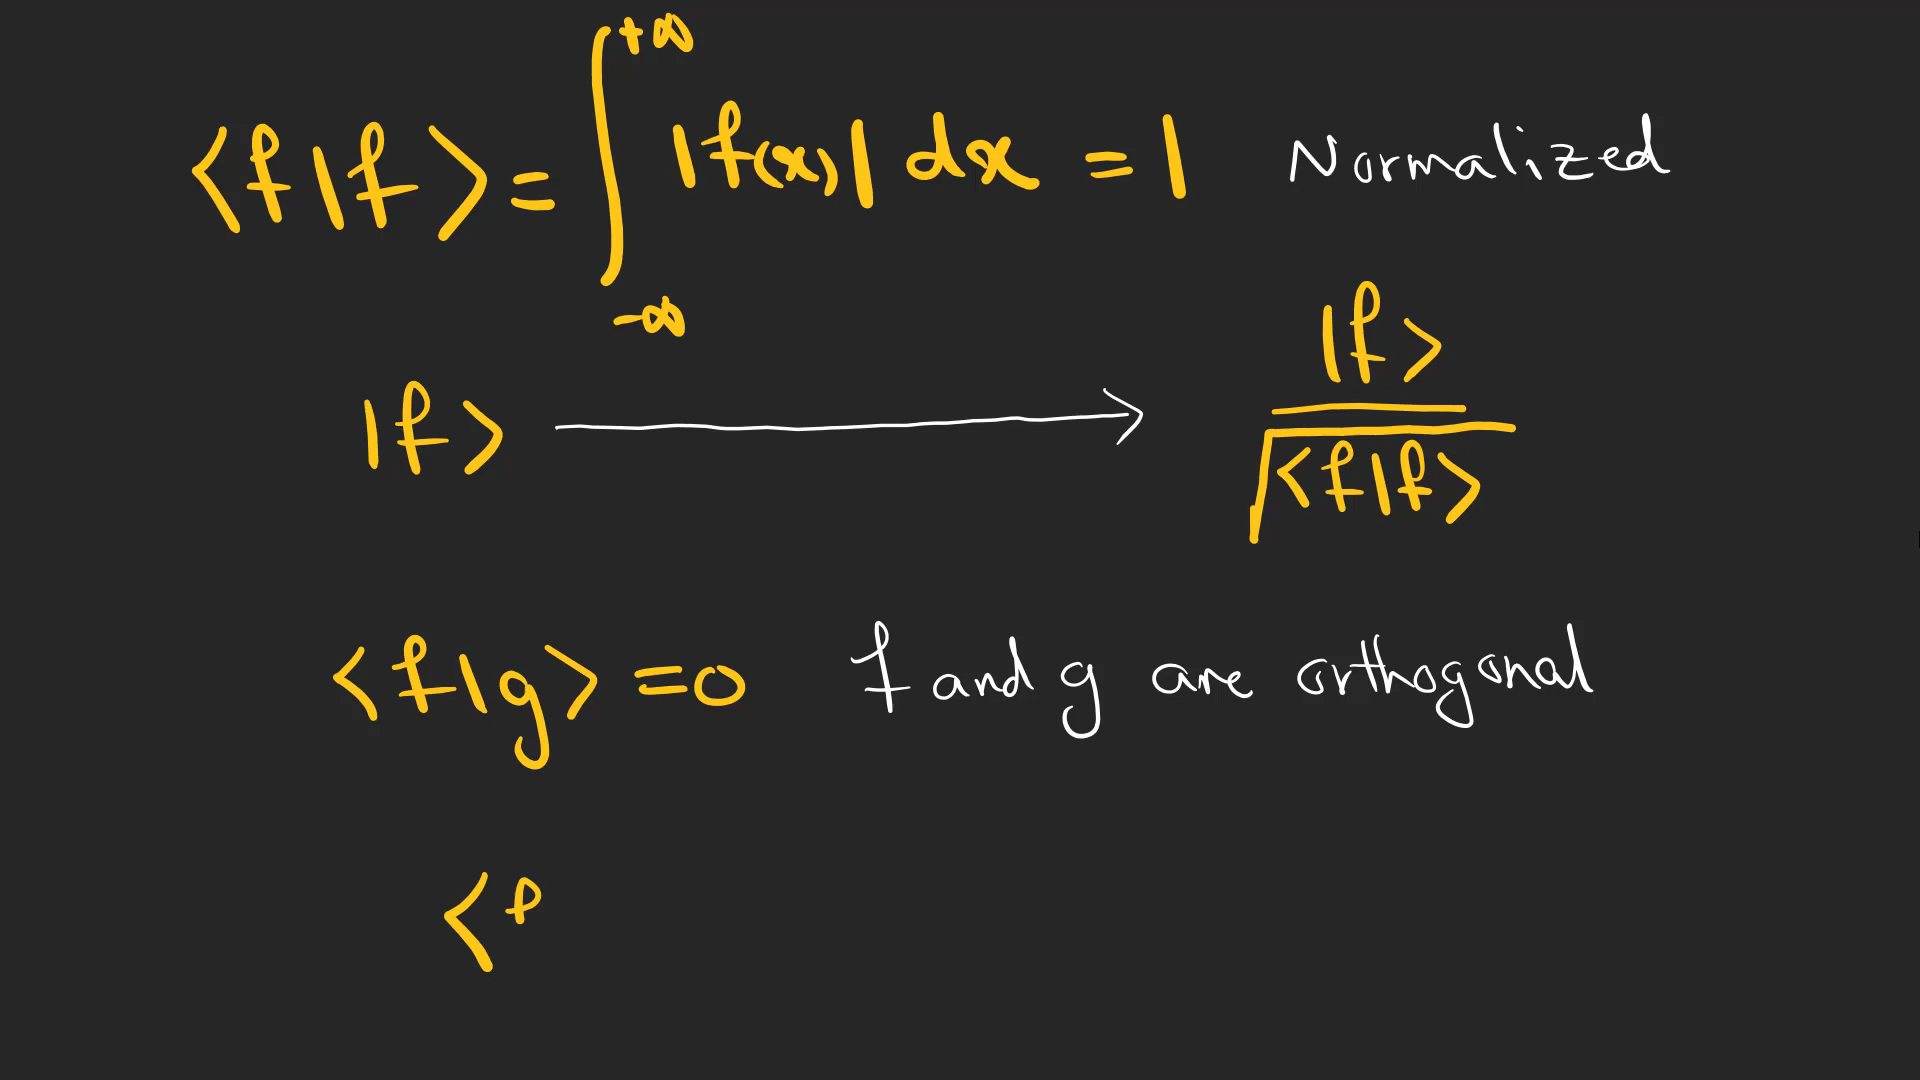 ⟨f|f⟩ = ∫_{-∞}^{+∞} |f(x)| dx = 1 Normalized
|f⟩ ⟶ |f⟩ / √⟨f|f⟩
⟨f|g⟩ = 0 f and g are orthogonal
⟨f